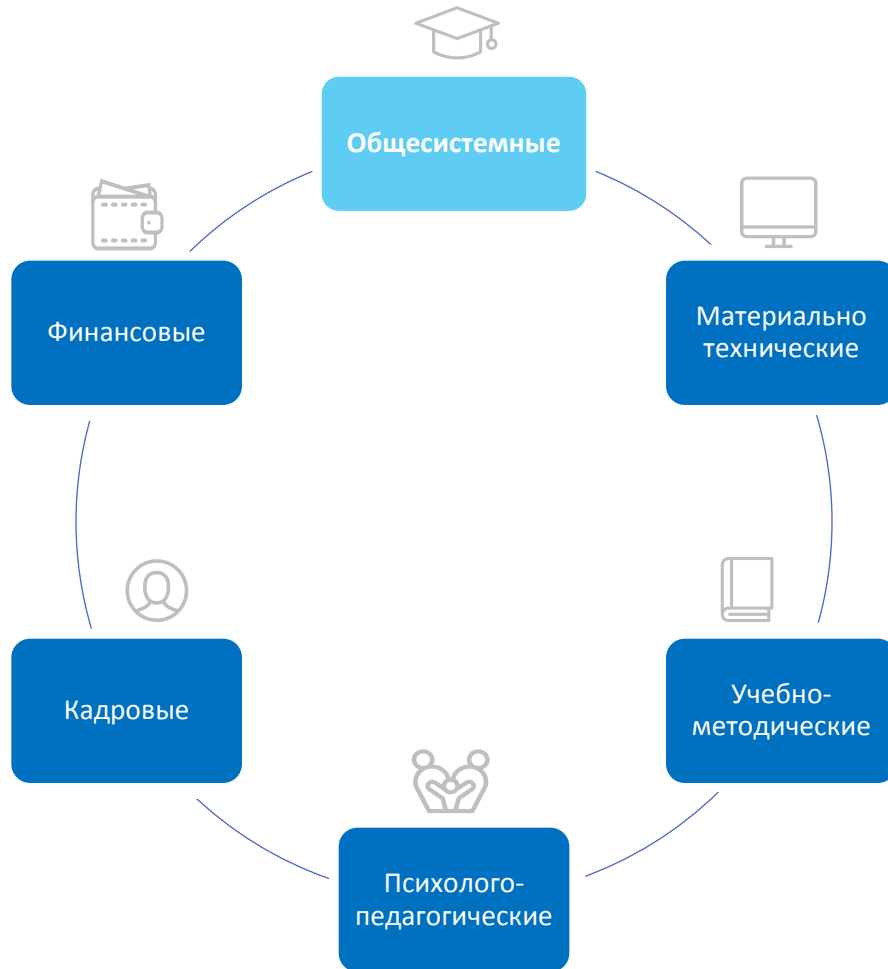 Общесистемные
Финансовые
Материально
технические
Кадровые
Учебно-
методические
Психолого-
педагогические